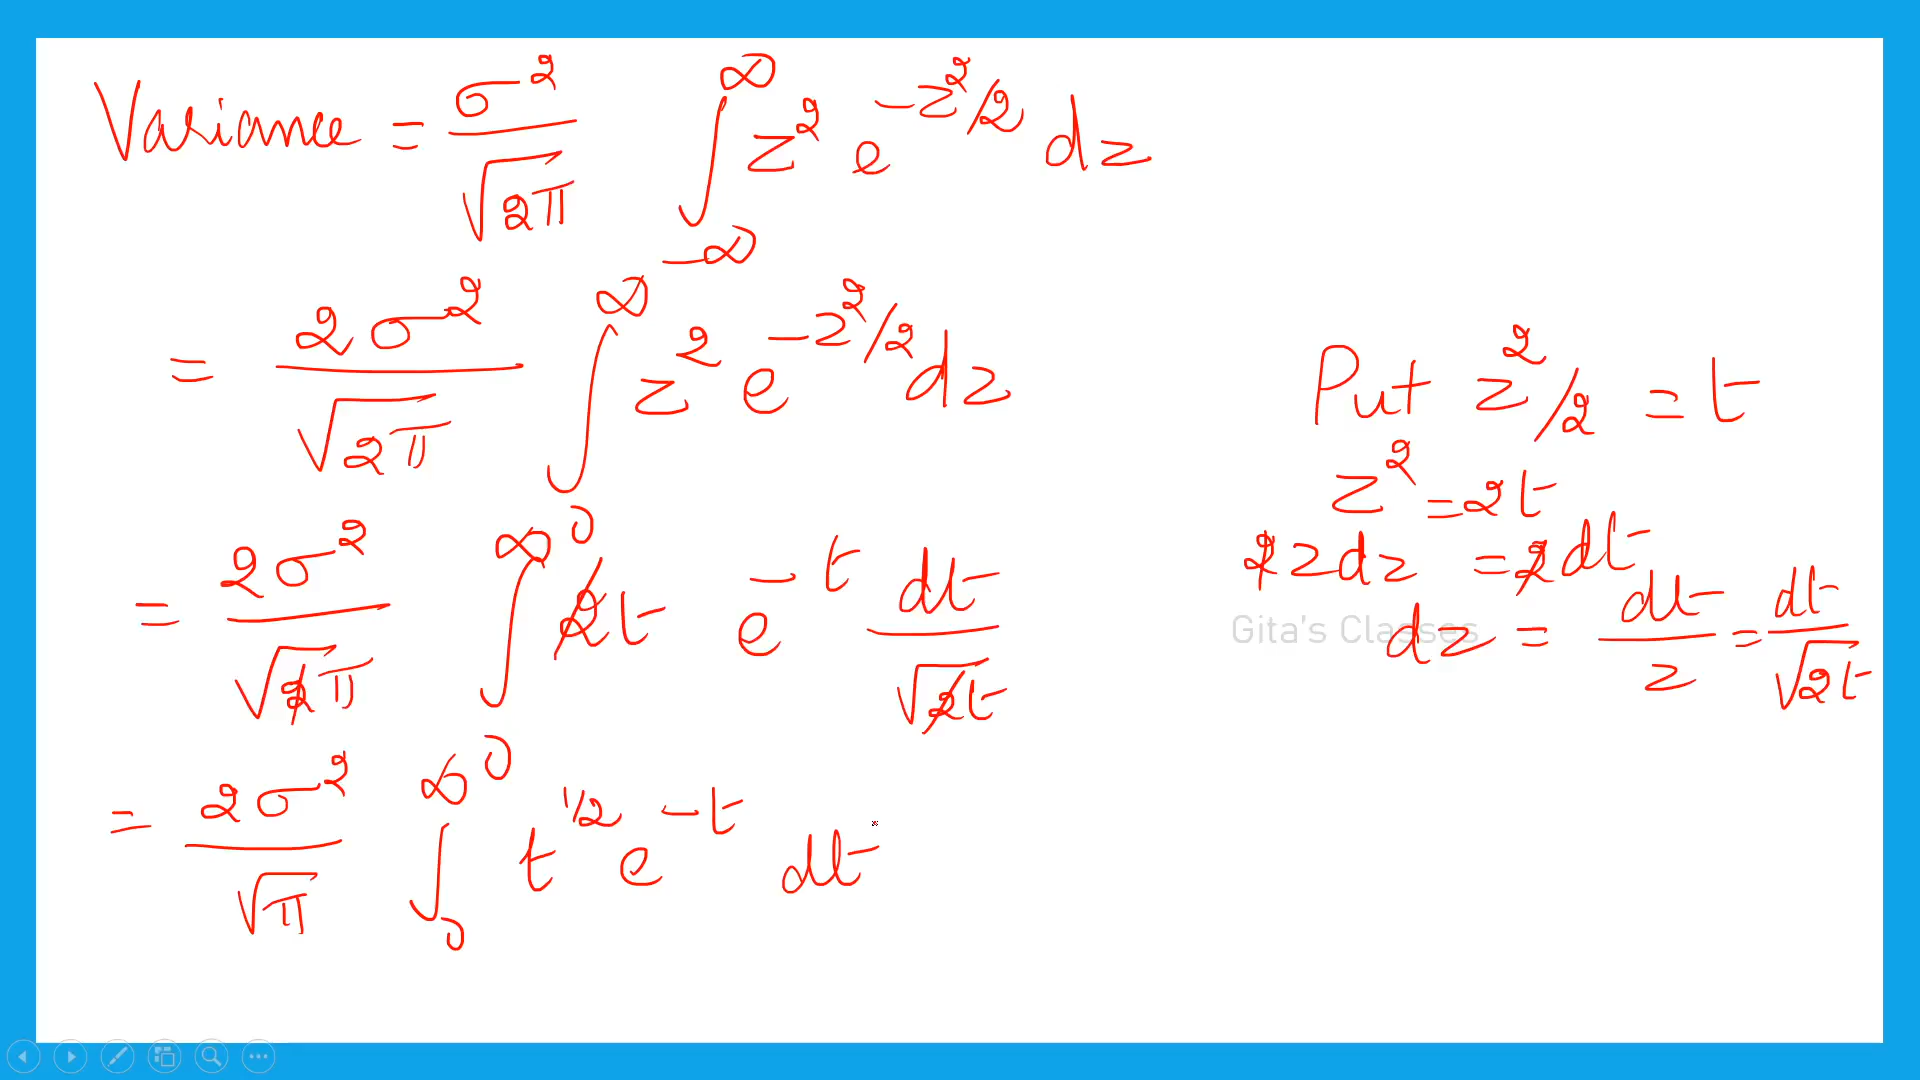 Variance = σ²/√2π ∫_{-∞}^{∞} z² e^{-z²/2} dz
= 2σ²/√2π ∫_0^∞ z² e^{-z²/2} dz
Put z²/2 = t
z² = 2t
2z dz = 2dt
= 2σ²/√2π ∫_0^∞ 2t e^{-t} dt/√2t
dz = dt/z = dt/√2t
Gita's Classes
= 2σ²/√π ∫_0^∞ t^{1/2} e^{-t} dt